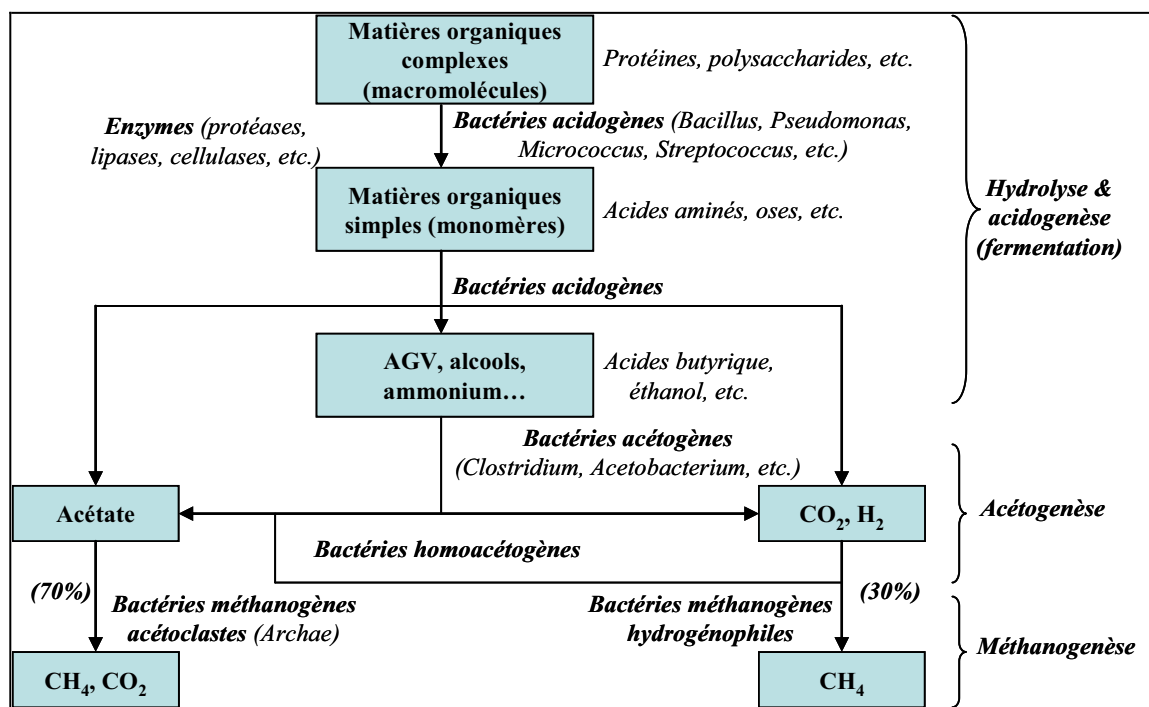 Matières organiques
complexes
(macromolécules)
Protéines, polysaccharides, etc.
Enzymes (protéases,
lipases, cellulases, etc.)
Bactéries acidogènes (Bacillus, Pseudomonas,
Micrococcus, Streptococcus, etc.)
Matières organiques
simples (monomères)
Acides aminés, oses, etc.
Hydrolyse &
acidogenèse
(fermentation)
Bactéries acidogènes
AGV, alcools,
ammonium…
Acides butyrique,
éthanol, etc.
Bactéries acétogènes
(Clostridium, Acetobacterium, etc.)
Acétate
CO₂, H₂
Acétogenèse
Bactéries homoacétogènes
(70%)
Bactéries méthanogènes
acétoclastes (Archae)
Bactéries méthanogènes
hydrogénophiles
(30%)
Méthanogenèse
CH₄, CO₂
CH₄